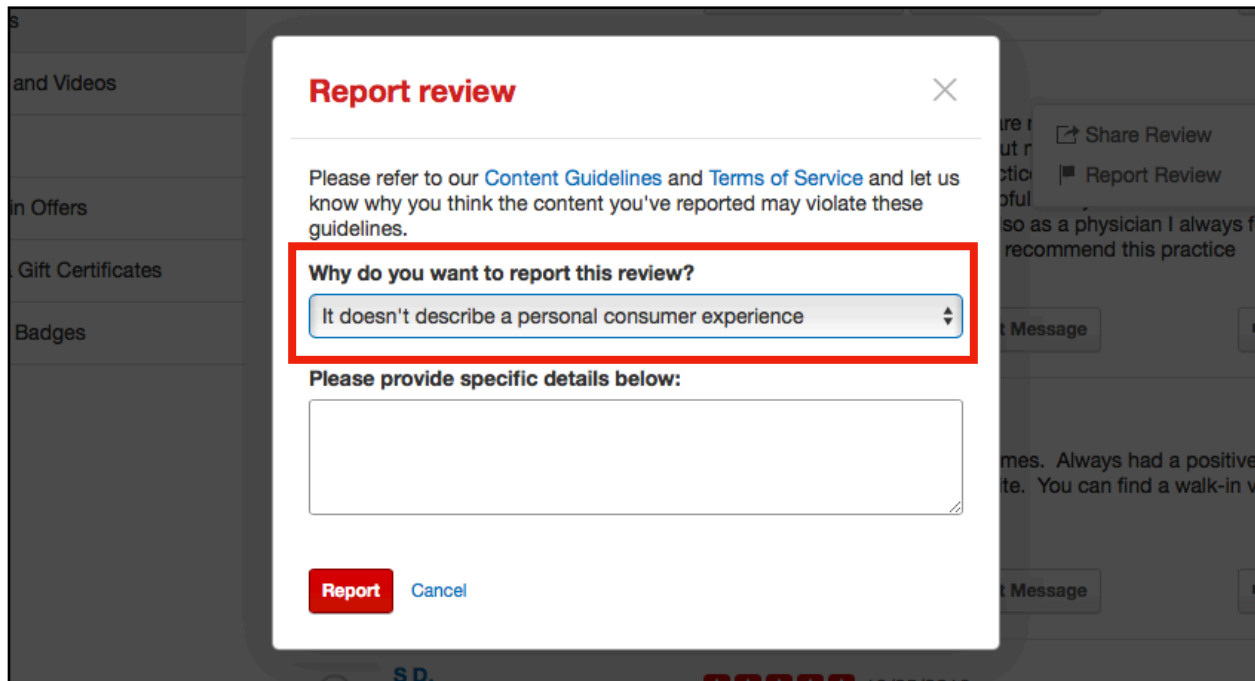 s
and Videos
in Offers
Gift Certificates
Badges
Report review
Please refer to our Content Guidelines and Terms of Service and let us
know why you think the content you've reported may violate these
guidelines.
Why do you want to report this review?
It doesn't describe a personal consumer experience
Please provide specific details below:
Report Cancel
Share Review
Report Review
so as a physician I always
recommend this practice
Message
mes. Always had a positive
ite. You can find a walk-in
Message
S D.